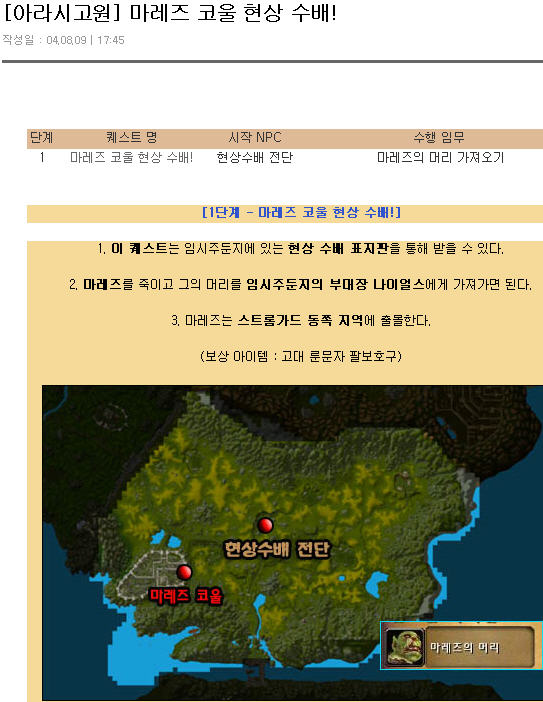 [아라시고원] 마레즈 코울 현상 수배!
작성일 : 04.08.09 | 17:45
단계 퀘스트 명 시작 NPC 수행 임무
1 마레즈 코울 현상 수배! 현상수배 전단 마레즈의 머리 가져오기
[1단계 - 마레즈 코울 현상 수배!]
1. 이 퀘스트는 임시주둔지에 있는 현상 수배 표지판을 통해 받을 수 있다.
2. 마레즈를 죽이고 그의 머리를 임시주둔지의 부대장 나이얼스에게 가져가면 된다.
3. 마레즈는 스트롬가드 동쪽 지역에 출몰한다.
(보상 아이템 : 고대 룬문자 팔보호구)
현상수배 전단
마레즈 코울
마레즈의 머리